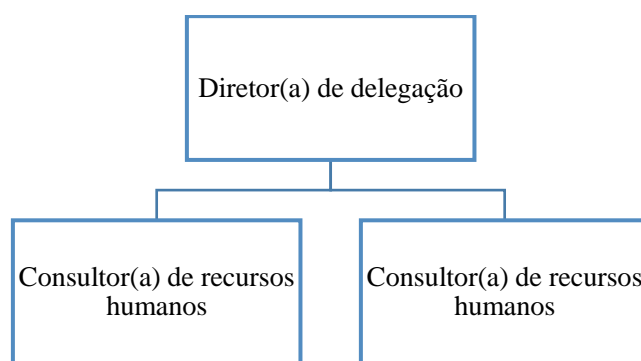 Diretor(a) de delegação
Consultor(a) de recursos
humanos
Consultor(a) de recursos
humanos